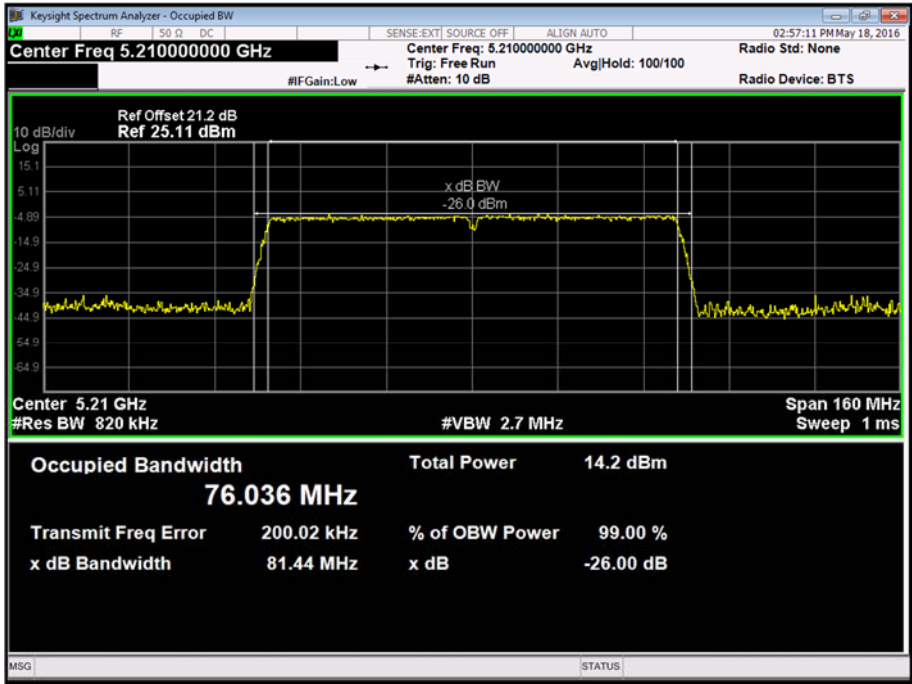 Keysight Spectrum Analyzer - Occupied BW
LXI RF 50 Ω DC SENSE:EXT SOURCE OFF ALIGN AUTO 02:57:11 PM May 18, 2016
Center Freq 5.210000000 GHz
Center Freq: 5.210000000 GHz
Radio Std: None
Trig: Free Run Avg|Hold: 100/100
#IFGain:Low #Atten: 10 dB Radio Device: BTS
Ref Offset 21.2 dB
10 dB/div Ref 25.11 dBm
Log
15.1
5.11
-4.89
-14.9
-24.9
-34.9
-44.9
-54.9
-64.9
x dB BW
-26.0 dBm
Center 5.21 GHz Span 160 MHz
#Res BW 820 kHz #VBW 2.7 MHz Sweep 1 ms
Occupied Bandwidth Total Power 14.2 dBm
76.036 MHz
Transmit Freq Error 200.02 kHz % of OBW Power 99.00 %
x dB Bandwidth 81.44 MHz x dB -26.00 dB
MSG STATUS